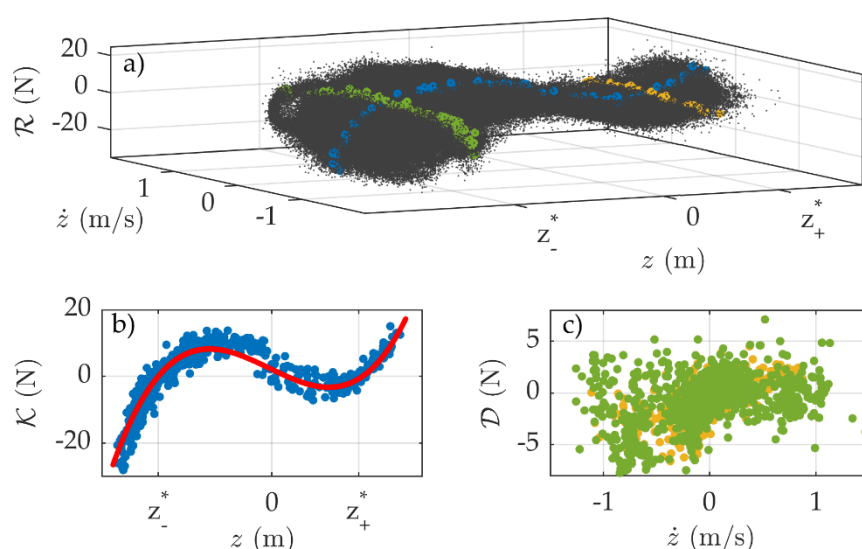 20
a)
0
-20
ℛ (N)
1
0
-1
ż (m/s)
z₋*
0
z₊*
z (m)
20
b)
0
-20
𝒦 (N)
z₋*
0
z₊*
z (m)
c)
5
0
-5
𝒟 (N)
-1
0
1
ż (m/s)